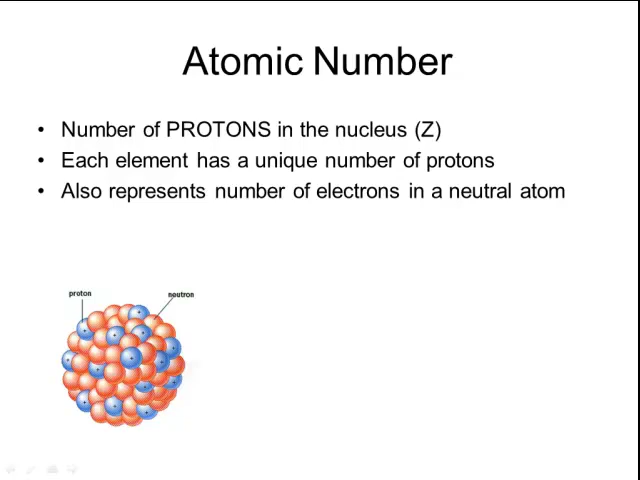 Atomic Number
• Number of PROTONS in the nucleus (Z)
• Each element has a unique number of protons
• Also represents number of electrons in a neutral atom
proton neutron